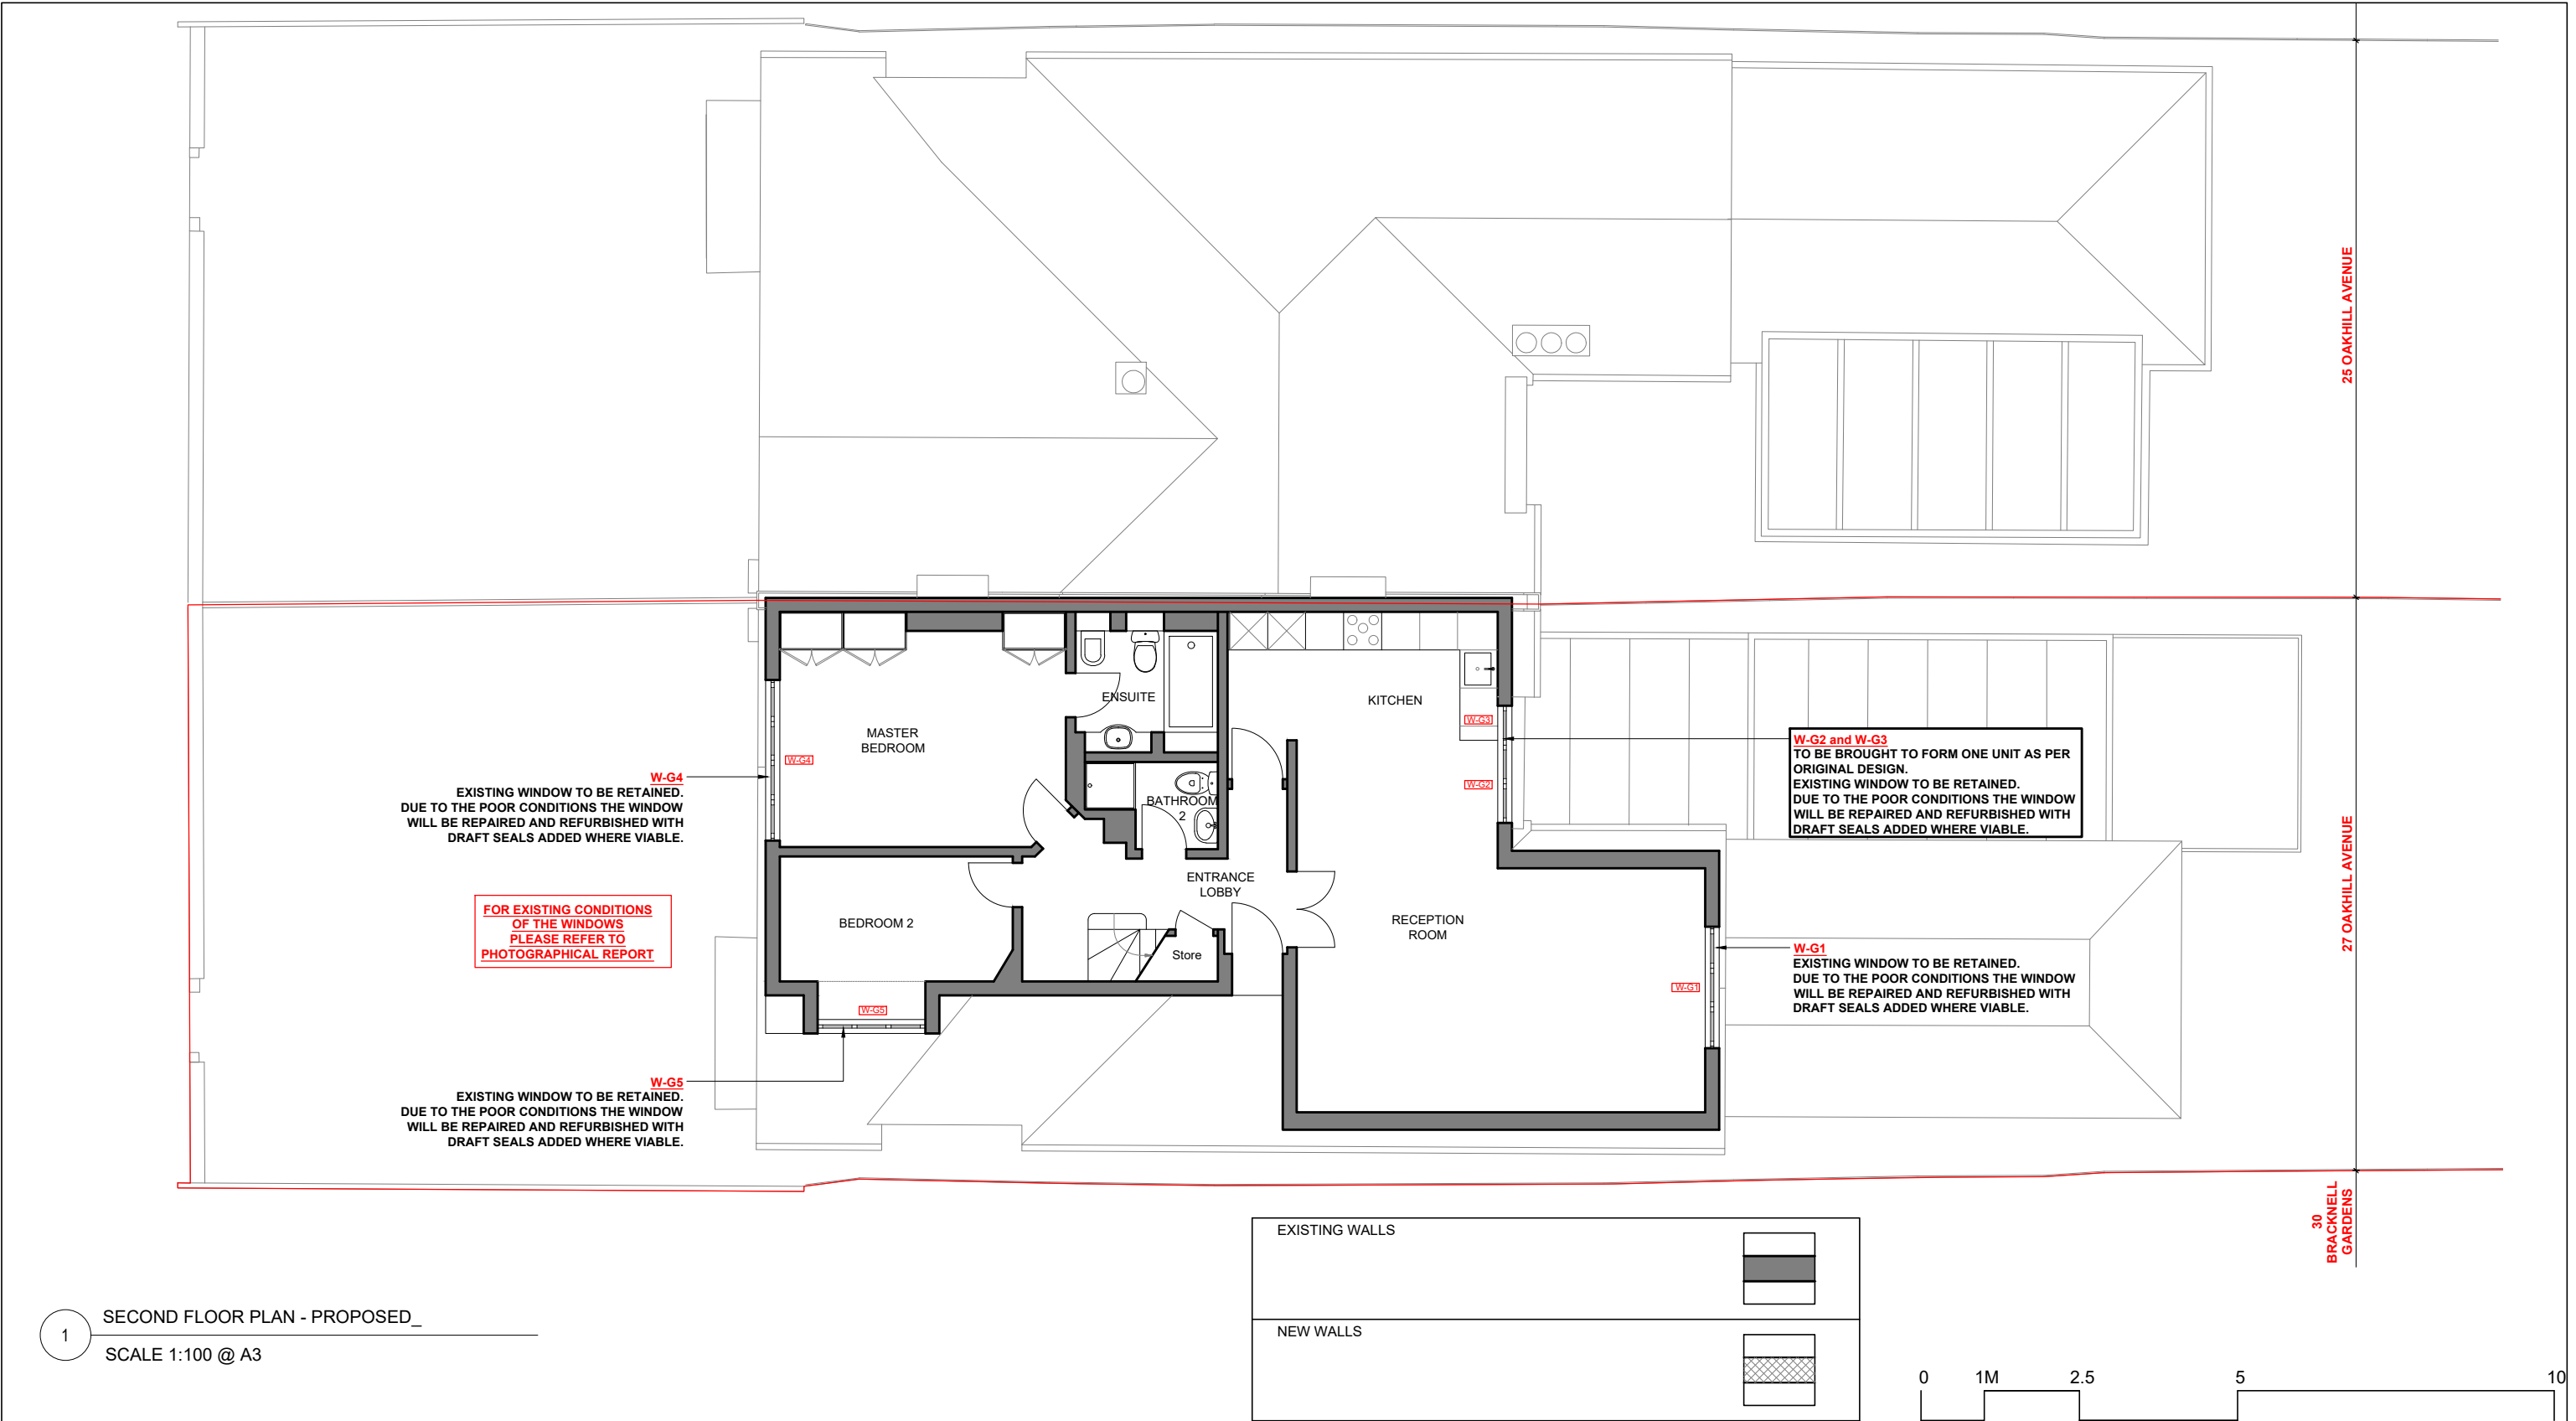 25 OAKHILL AVENUE
ENSUITE
KITCHEN
MASTER
BEDROOM
W-G3
W-G4
W-G2
BATHROOM
2
W-G4
EXISTING WINDOW TO BE RETAINED.
DUE TO THE POOR CONDITIONS THE WINDOW
WILL BE REPAIRED AND REFURBISHED WITH
DRAFT SEALS ADDED WHERE VIABLE.
W-G2 and W-G3
TO BE BROUGHT TO FORM ONE UNIT AS PER
ORIGINAL DESIGN.
EXISTING WINDOW TO BE RETAINED.
DUE TO THE POOR CONDITIONS THE WINDOW
WILL BE REPAIRED AND REFURBISHED WITH
DRAFT SEALS ADDED WHERE VIABLE.
27 OAKHILL AVENUE
ENTRANCE
LOBBY
FOR EXISTING CONDITIONS
OF THE WINDOWS
PLEASE REFER TO
PHOTOGRAPHICAL REPORT
BEDROOM 2
RECEPTION
ROOM
Store
W-G1
EXISTING WINDOW TO BE RETAINED.
DUE TO THE POOR CONDITIONS THE WINDOW
WILL BE REPAIRED AND REFURBISHED WITH
DRAFT SEALS ADDED WHERE VIABLE.
W-G1
W-G5
W-G5
EXISTING WINDOW TO BE RETAINED.
DUE TO THE POOR CONDITIONS THE WINDOW
WILL BE REPAIRED AND REFURBISHED WITH
DRAFT SEALS ADDED WHERE VIABLE.
30
BRACKNELL
GARDENS
EXISTING WALLS
NEW WALLS
1
SECOND FLOOR PLAN - PROPOSED_
SCALE 1:100 @ A3
0 1M 2.5 5 10